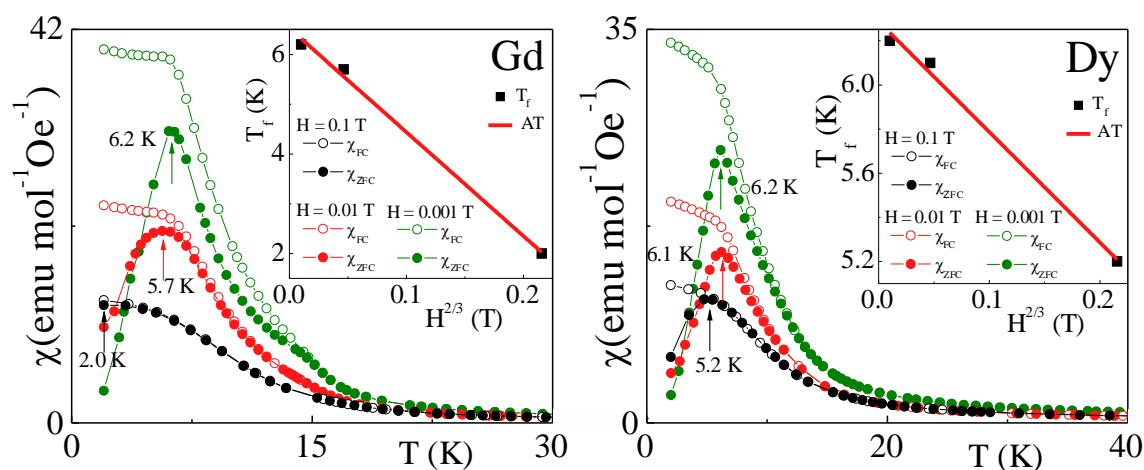 42
χ(emu mol⁻¹Oe⁻¹)
0
0
15
30
T (K)
Gd
6.2 K
5.7 K
2.0 K
T_f (K)
6
4
2
0.0
0.1
0.2
H^{2/3} (T)
T_f
AT
H = 0.1 T
χ_FC
χ_ZFC
H = 0.01 T
H = 0.001 T
χ_FC
χ_FC
χ_ZFC
χ_ZFC
35
χ(emu mol⁻¹Oe⁻¹)
0
0
20
40
T (K)
Dy
6.2 K
6.1 K
5.2 K
T_f (K)
6.0
5.6
5.2
0.0
0.1
0.2
H^{2/3} (T)
T_f
AT
H = 0.1 T
χ_FC
χ_ZFC
H = 0.01 T
H = 0.001 T
χ_FC
χ_FC
χ_ZFC
χ_ZFC